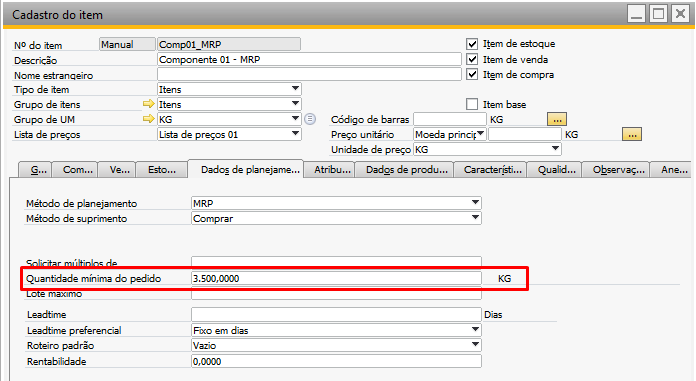 Cadastro do item
Nº do item Manual Comp01_MRP Item de estoque
Descrição Componente 01 - MRP Item de venda
Nome estrangeiro Item de compra
Tipo de item Itens
Grupo de itens Itens Item base
Grupo de UM KG Código de barras KG ...
Lista de preços Lista de preços 01 Preço unitário Moeda princip KG ...
Unidade de preço KG
G... Com... Ve... Esto... Dados de planejame... Atribu... Dados de produ... Característi... Qualid... Observaç... Ane...
Método de planejamento MRP
Método de suprimento Comprar
Solicitar múltiplos de
Quantidade mínima do pedido 3.500,0000 KG
Lote máximo
Leadtime Dias
Leadtime preferencial Fixo em dias
Roteiro padrão Vazio
Rentabilidade 0,0000